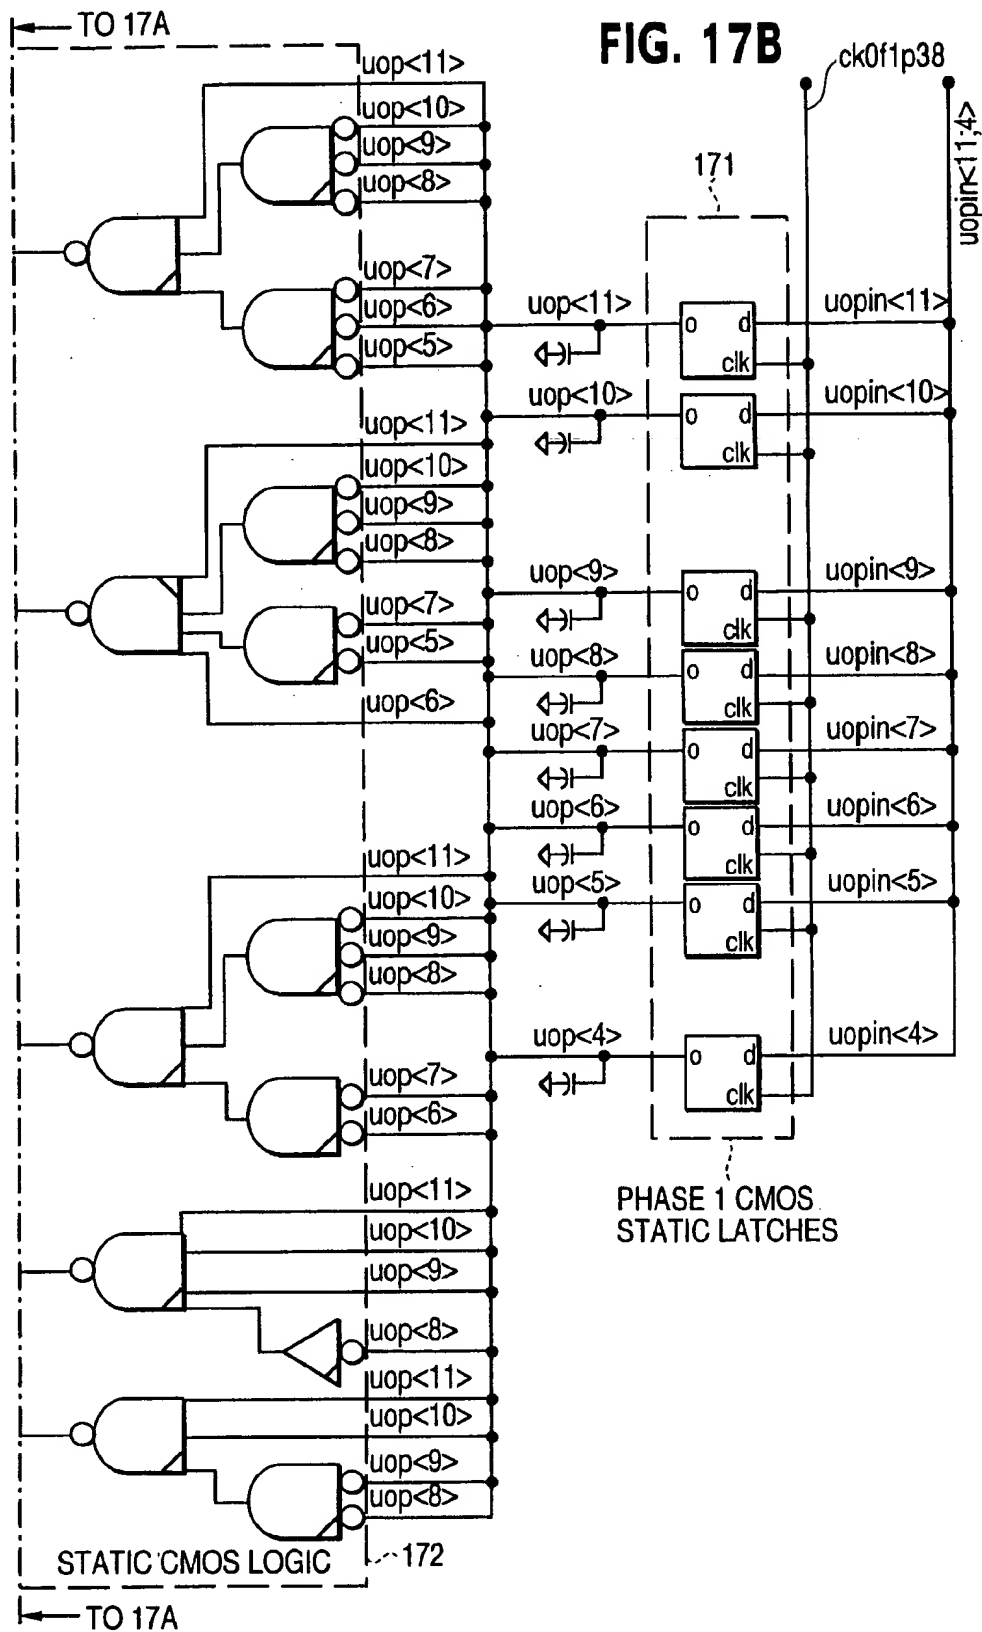 TO 17A
FIG. 17B
ck0f1p38
uopin<11;4>
171
uop<11>
uop<10>
uop<9>
uop<8>
uop<7>
uop<6>
uop<5>
uop<11>
uop<10>
uop<9>
uop<8>
uop<7>
uop<5>
uop<6>
uop<11>
uop<10>
uop<9>
uop<8>
uop<7>
uop<6>
uop<11>
uop<10>
uop<9>
uop<8>
uop<11>
uop<10>
uop<9>
uop<8>
STATIC CMOS LOGIC
172
TO 17A
uop<11> o d uopin<11>
clk
uop<10> o d uopin<10>
clk
uop<9> o d uopin<9>
clk
uop<8> o d uopin<8>
clk
uop<7> o d uopin<7>
clk
uop<6> o d uopin<6>
clk
uop<5> o d uopin<5>
clk
uop<4> o d uopin<4>
clk
PHASE 1 CMOS
STATIC LATCHES